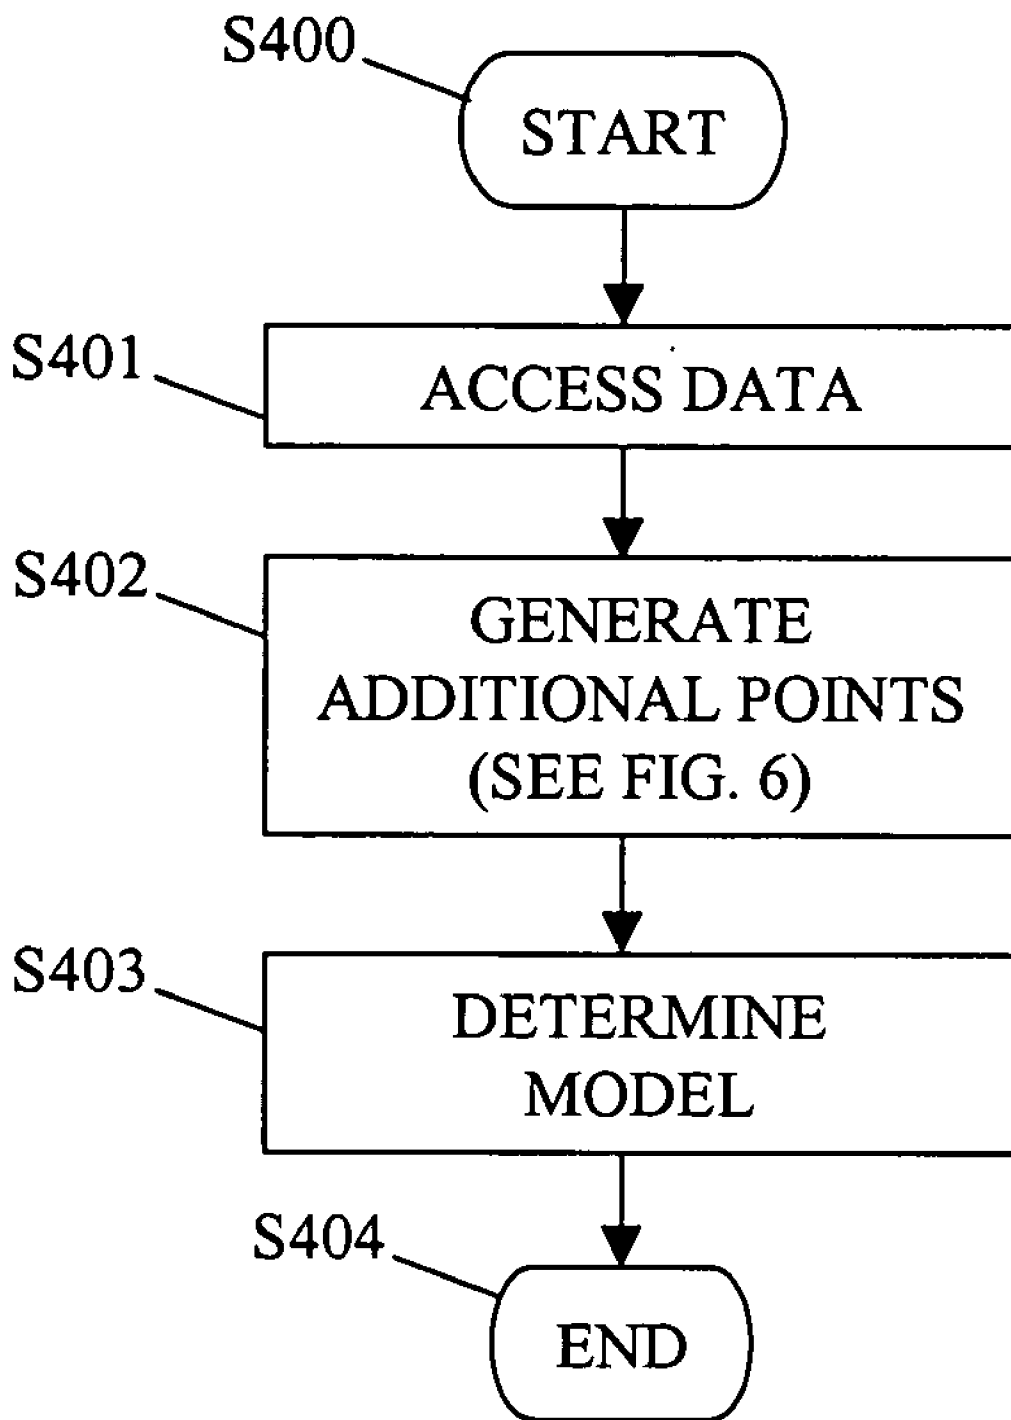 S400
START
S401
ACCESS DATA
S402
GENERATE
ADDITIONAL POINTS
(SEE FIG. 6)
S403
DETERMINE
MODEL
S404
END